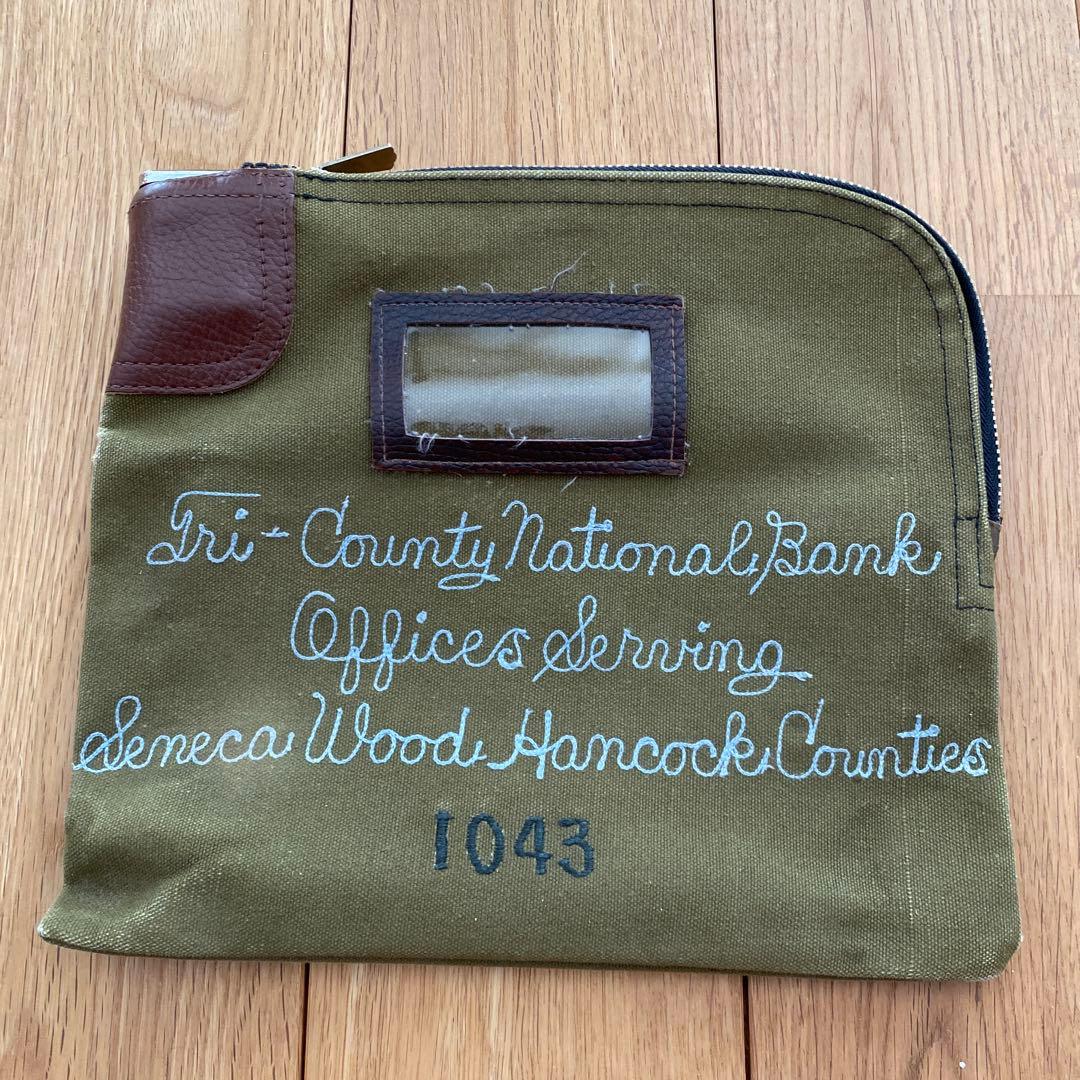 Tri-County National Bank
Offices Serving
Seneca Wood Hancock Counties
1043